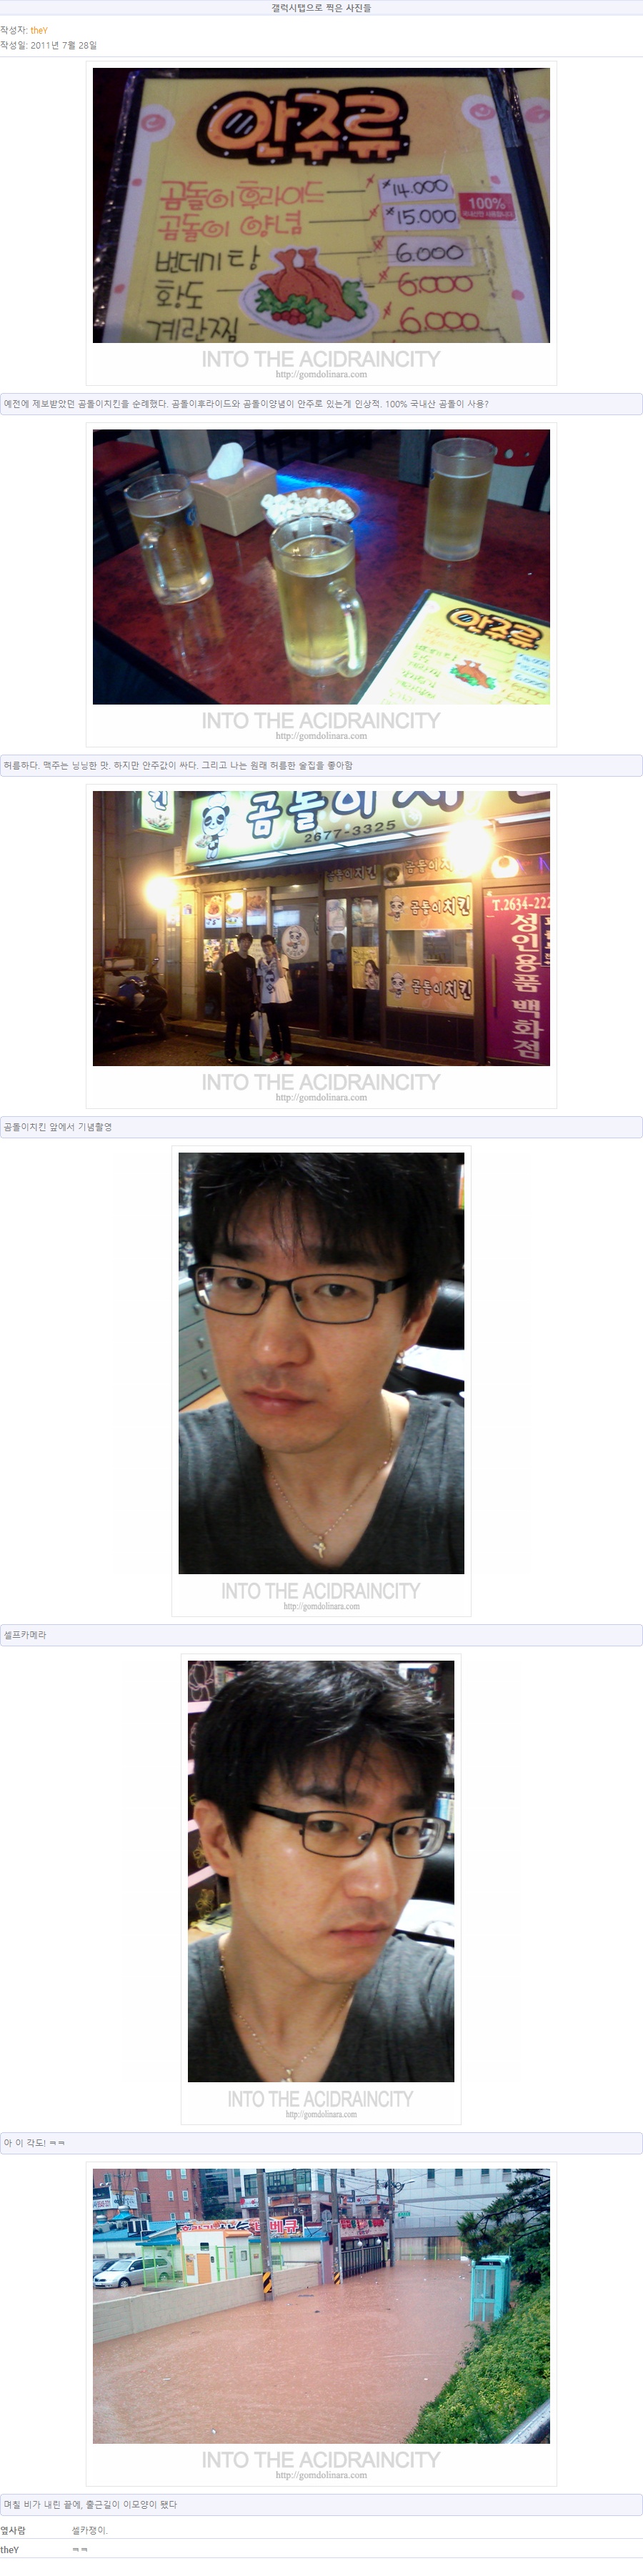 갤럭시탭으로 찍은 사진들
작성자: theY
작성일: 2011년 7월 28일
안주류
곰돌이후라이드 14.000
곰돌이 양념 15.000
100%
번데기탕 6.000
황도 6.000
계란찜 6.000
INTO THE ACIDRAINCITY
http://gomdolinara.com
예전에 제보받았던 곰돌이치킨을 순례했다. 곰돌이후라이드와 곰돌이양념이 안주로 있는게 인상적. 100% 국내산 곰돌이 사용?
안주류
INTO THE ACIDRAINCITY
http://gomdolinara.com
허름하다. 맥주는 닝닝한 맛. 하지만 안주값이 싸다. 그리고 나는 원래 허름한 술집을 좋아함
곰돌이치
2677-3325
곰돌이치킨
곰돌이치
곰돌이치킨
곰돌이치킨
T.2634-222
성인용품 백화점
INTO THE ACIDRAINCITY
http://gomdolinara.com
곰돌이치킨 앞에서 기념촬영
INTO THE ACIDRAINCITY
http://gomdolinara.com
셀프카메라
INTO THE ACIDRAINCITY
http://gomdolinara.com
아 이 각도! ㅋㅋ
INTO THE ACIDRAINCITY
http://gomdolinara.com
며칠 비가 내린 끝에, 출근길이 이모양이 됐다
옆사람 셀카쟁이.
theY ㅋㅋ